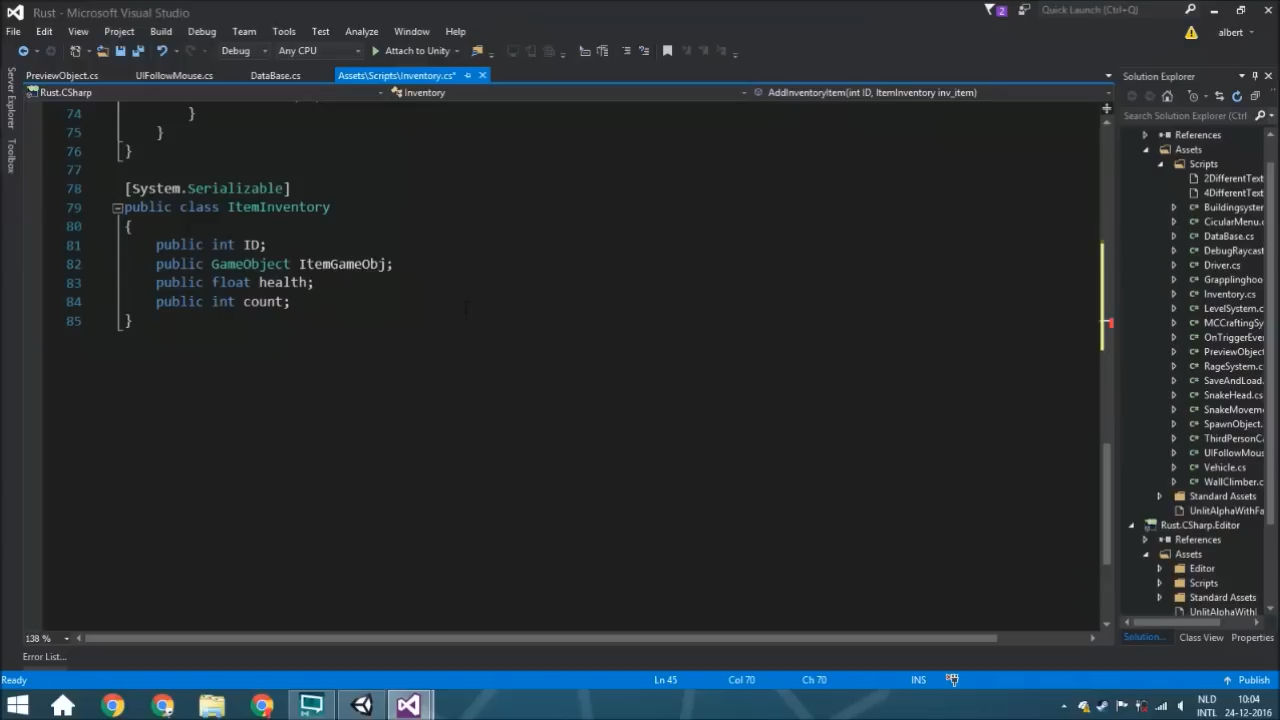 Rust - Microsoft Visual Studio
2
Quick Launch (Ctrl+Q)
File Edit View Project Build Debug Team Tools Test Analyze Window Help
albert
Debug Any CPU Attach to Unity
PreviewObject.cs UIFollowMouse.cs DataBase.cs Assets\Scripts\Inventory.cs*
Rust.CSharp Inventory AddInventoryItem(int ID, ItemInventory inv_item)
Server Explorer
Toolbox
74 }
75 }
76 }
77
78 [System.Serializable]
79 public class ItemInventory
80 {
81 public int ID;
82 public GameObject ItemGameObj;
83 public float health;
84 public int count;
85 }
138 %
Error List...
Solution Explorer
Search Solution Explorer (Ctrl
References
Assets
Scripts
2DifferentText
4DifferentText
Buildingsystem
CicularMenu.c
DataBase.cs
DebugRaycast
Driver.cs
Grapplinghoo
Inventory.cs
LevelSystem.c
MCCraftingSy
OnTriggerEve
PreviewObject
RageSystem.c
SaveAndLoad.
SnakeHead.cs
SnakeMoveme
SpawnObject.
ThirdPersonCa
UIFollowMous
Vehicle.cs
WallClimber.c
Standard Assets
UnlitAlphaWithFa
Rust.CSharp.Editor
References
Assets
Editor
Scripts
Standard Assets
UnlitAlphaWithI
Solution... Class View Properties
Ready Ln 45 Col 70 Ch 70 INS Publish
NLD 10:04
INTL 24-12-2016